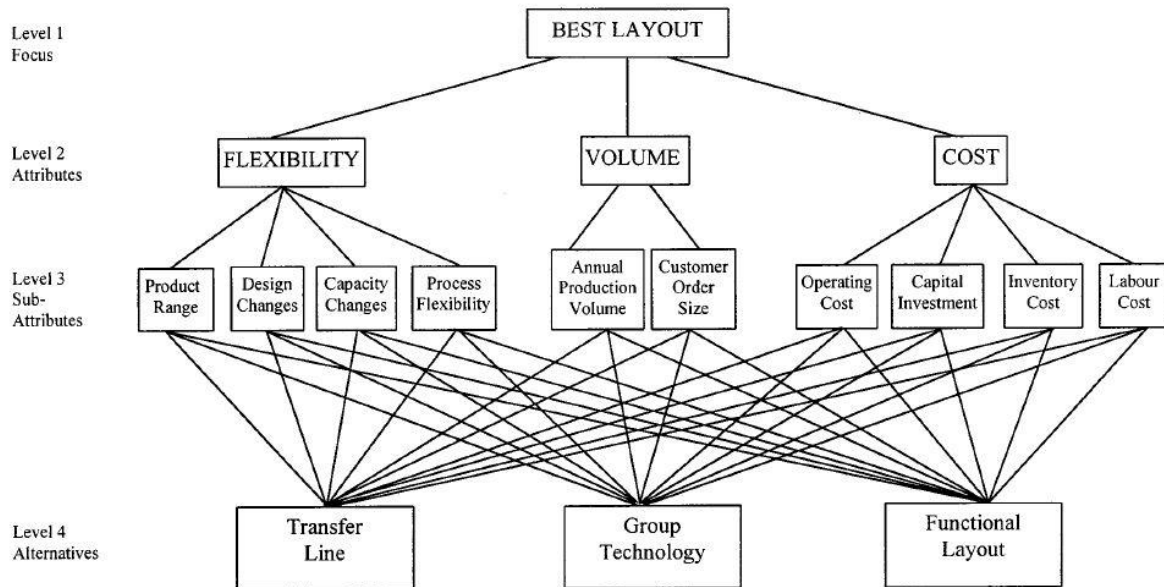 Level 1
Focus
BEST LAYOUT
Level 2
Attributes
FLEXIBILITY
VOLUME
COST
Level 3
Sub-
Attributes
Product
Range
Design
Changes
Capacity
Changes
Process
Flexibility
Annual
Production
Volume
Customer
Order
Size
Operating
Cost
Capital
Investment
Inventory
Cost
Labour
Cost
Level 4
Alternatives
Transfer
Line
Group
Technology
Functional
Layout